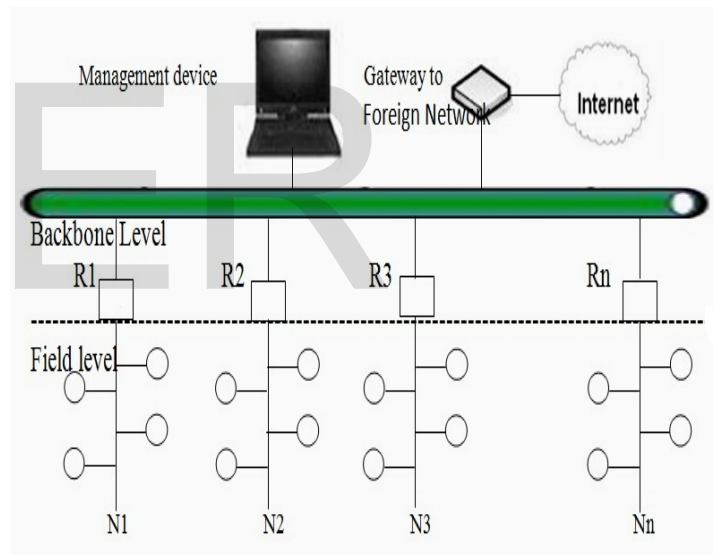 Management device
Gateway to
Foreign Network
Internet
Backbone Level
R1
R2
R3
Rn
Field level
N1
N2
N3
Nn
ER